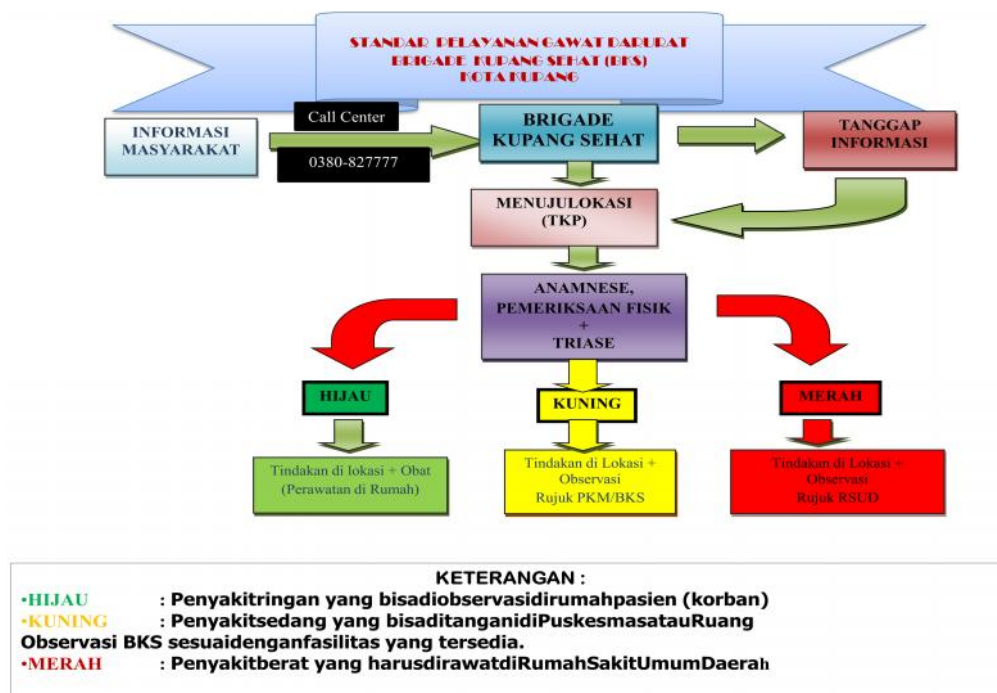 STANDAR PELAYANAN GAWAT DARURAT
BRIGADE KUPANG SEHAT (BKS)
KOTA KUPANG
INFORMASI
MASYARAKAT
Call Center
0380-827777
BRIGADE
KUPANG SEHAT
TANGGAP
INFORMASI
MENUJULOKASI
(TKP)
ANAMNESE,
PEMERIKSAAN FISIK
+
TRIASE
HIJAU
KUNING
MERAH
Tindakan di lokasi + Obat
(Perawatan di Rumah)
Tindakan di Lokasi +
Observasi
Rujuk PKM/BKS
Tindakan di Lokasi +
Observasi
Rujuk RSUD
KETERANGAN :
•HIJAU : Penyakitringan yang bisadiobservasidirumahpasien (korban)
•KUNING : Penyakitsedang yang bisaditanganidiPuskesmasatauRuang
Observasi BKS sesuaidenganfasilitas yang tersedia.
•MERAH : Penyakitberat yang harusdirawatdiRumahSakitUmumDaerah